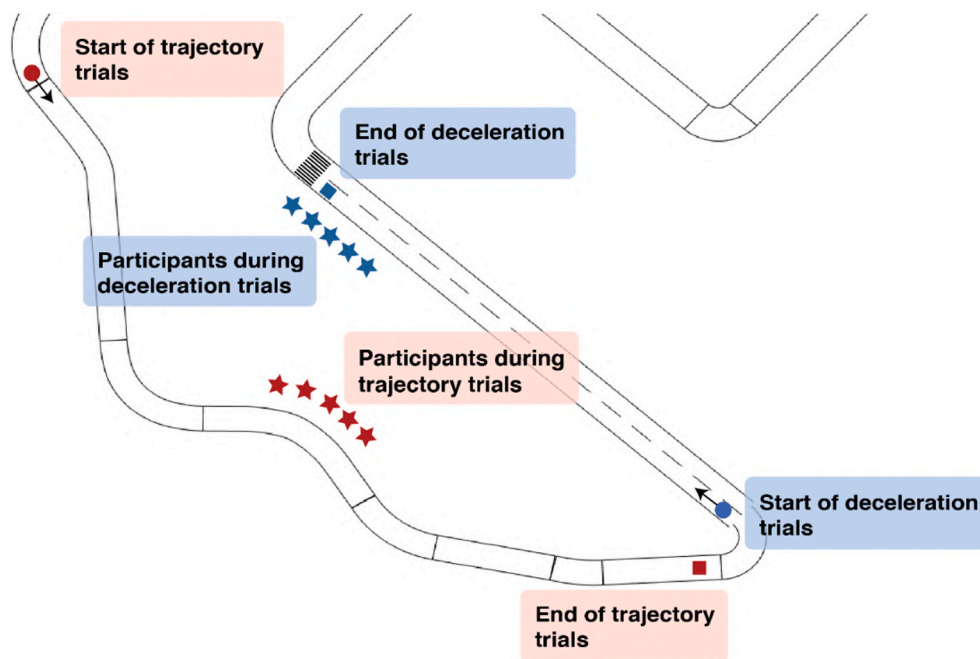 Start of trajectory
trials
End of deceleration
trials
Participants during
deceleration trials
Participants during
trajectory trials
Start of deceleration
trials
End of trajectory
trials